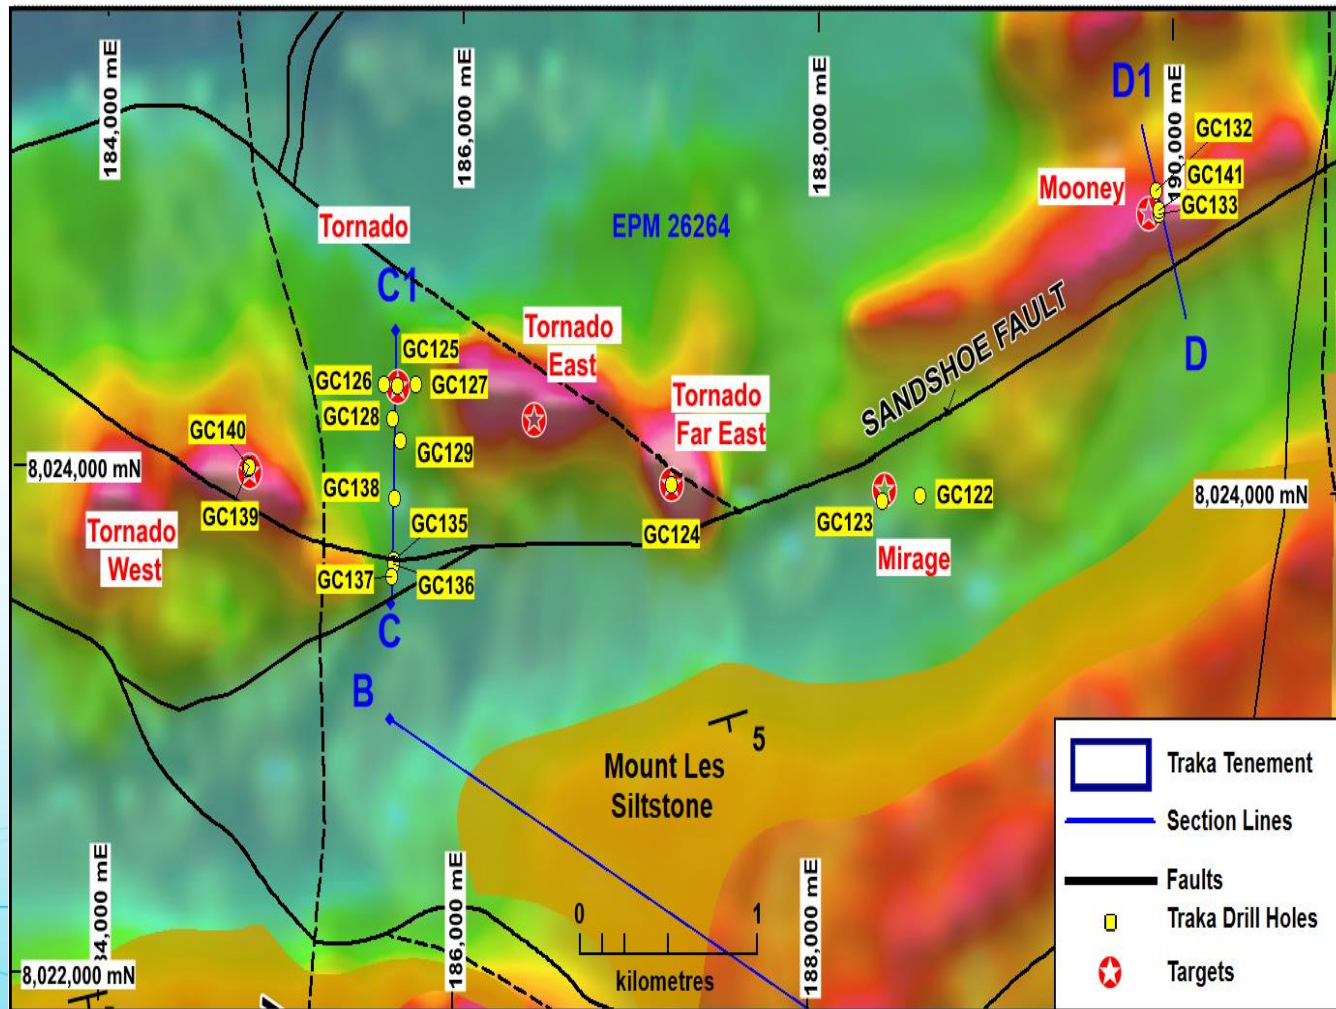 184,000 mE
186,000 mE
188,000 mE
190,000 mE
D1
GC132
GC141
GC133
Mooney
Tornado
EPM 26264
C1
Tornado
East
GC125
GC126
GC127
GC128
GC129
Tornado
Far East
SANDSHOE FAULT
D
GC140
8,024,000 mN
GC139
GC138
GC135
GC124
GC123
GC122
8,024,000 mN
Tornado
West
GC137
GC136
Mirage
C
B
5
Mount Les
Siltstone
184,000 mE
186,000 mE
188,000 mE
0 1
kilometres
8,022,000 mN
Traka Tenement
Section Lines
Faults
Traka Drill Holes
Targets